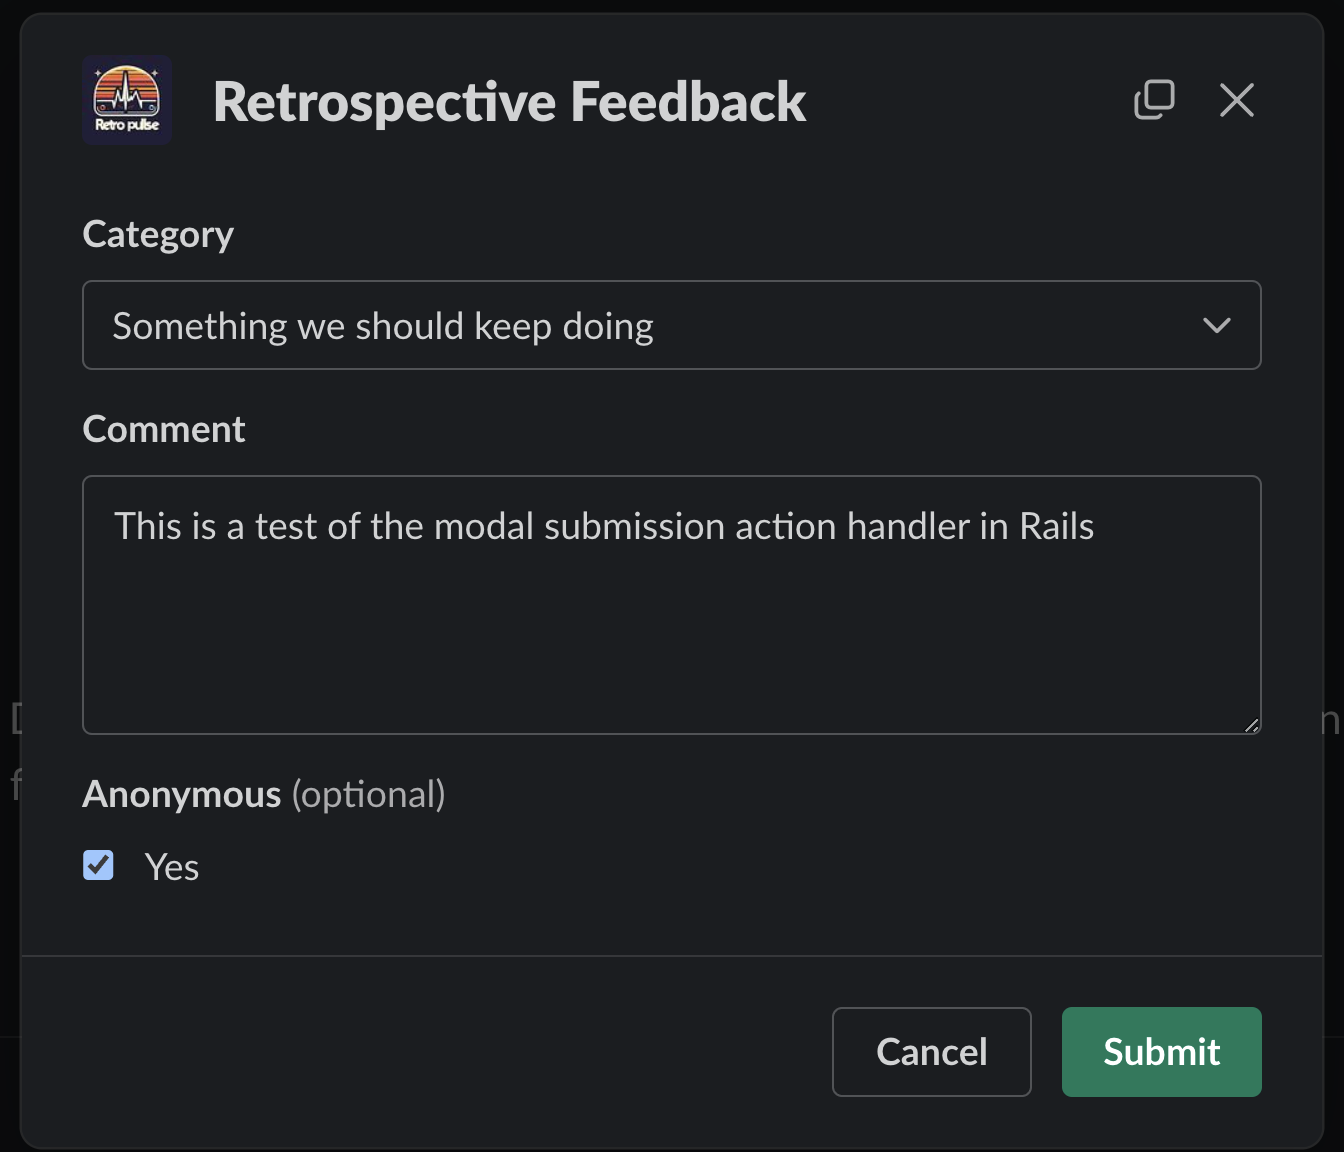 Retro pulse
Retrospective Feedback
Category
Something we should keep doing
Comment
This is a test of the modal submission action handler in Rails
Anonymous (optional)
Yes
Cancel
Submit